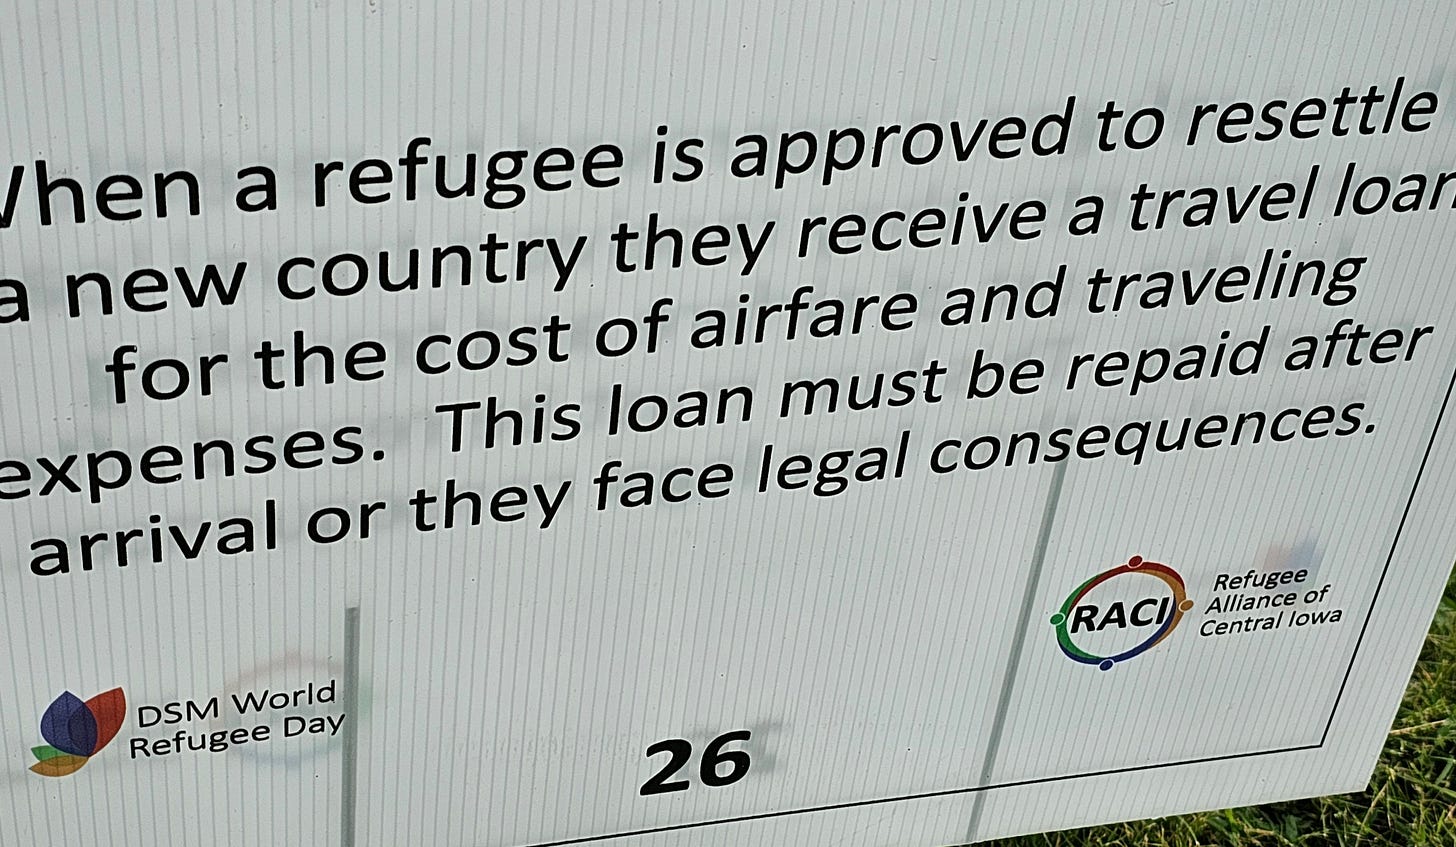 When a refugee is approved to resettle
a new country they receive a travel loan
for the cost of airfare and traveling
expenses. This loan must be repaid after
arrival or they face legal consequences.
RACI
Refugee
Alliance of
Central Iowa
DSM World
Refugee Day
26